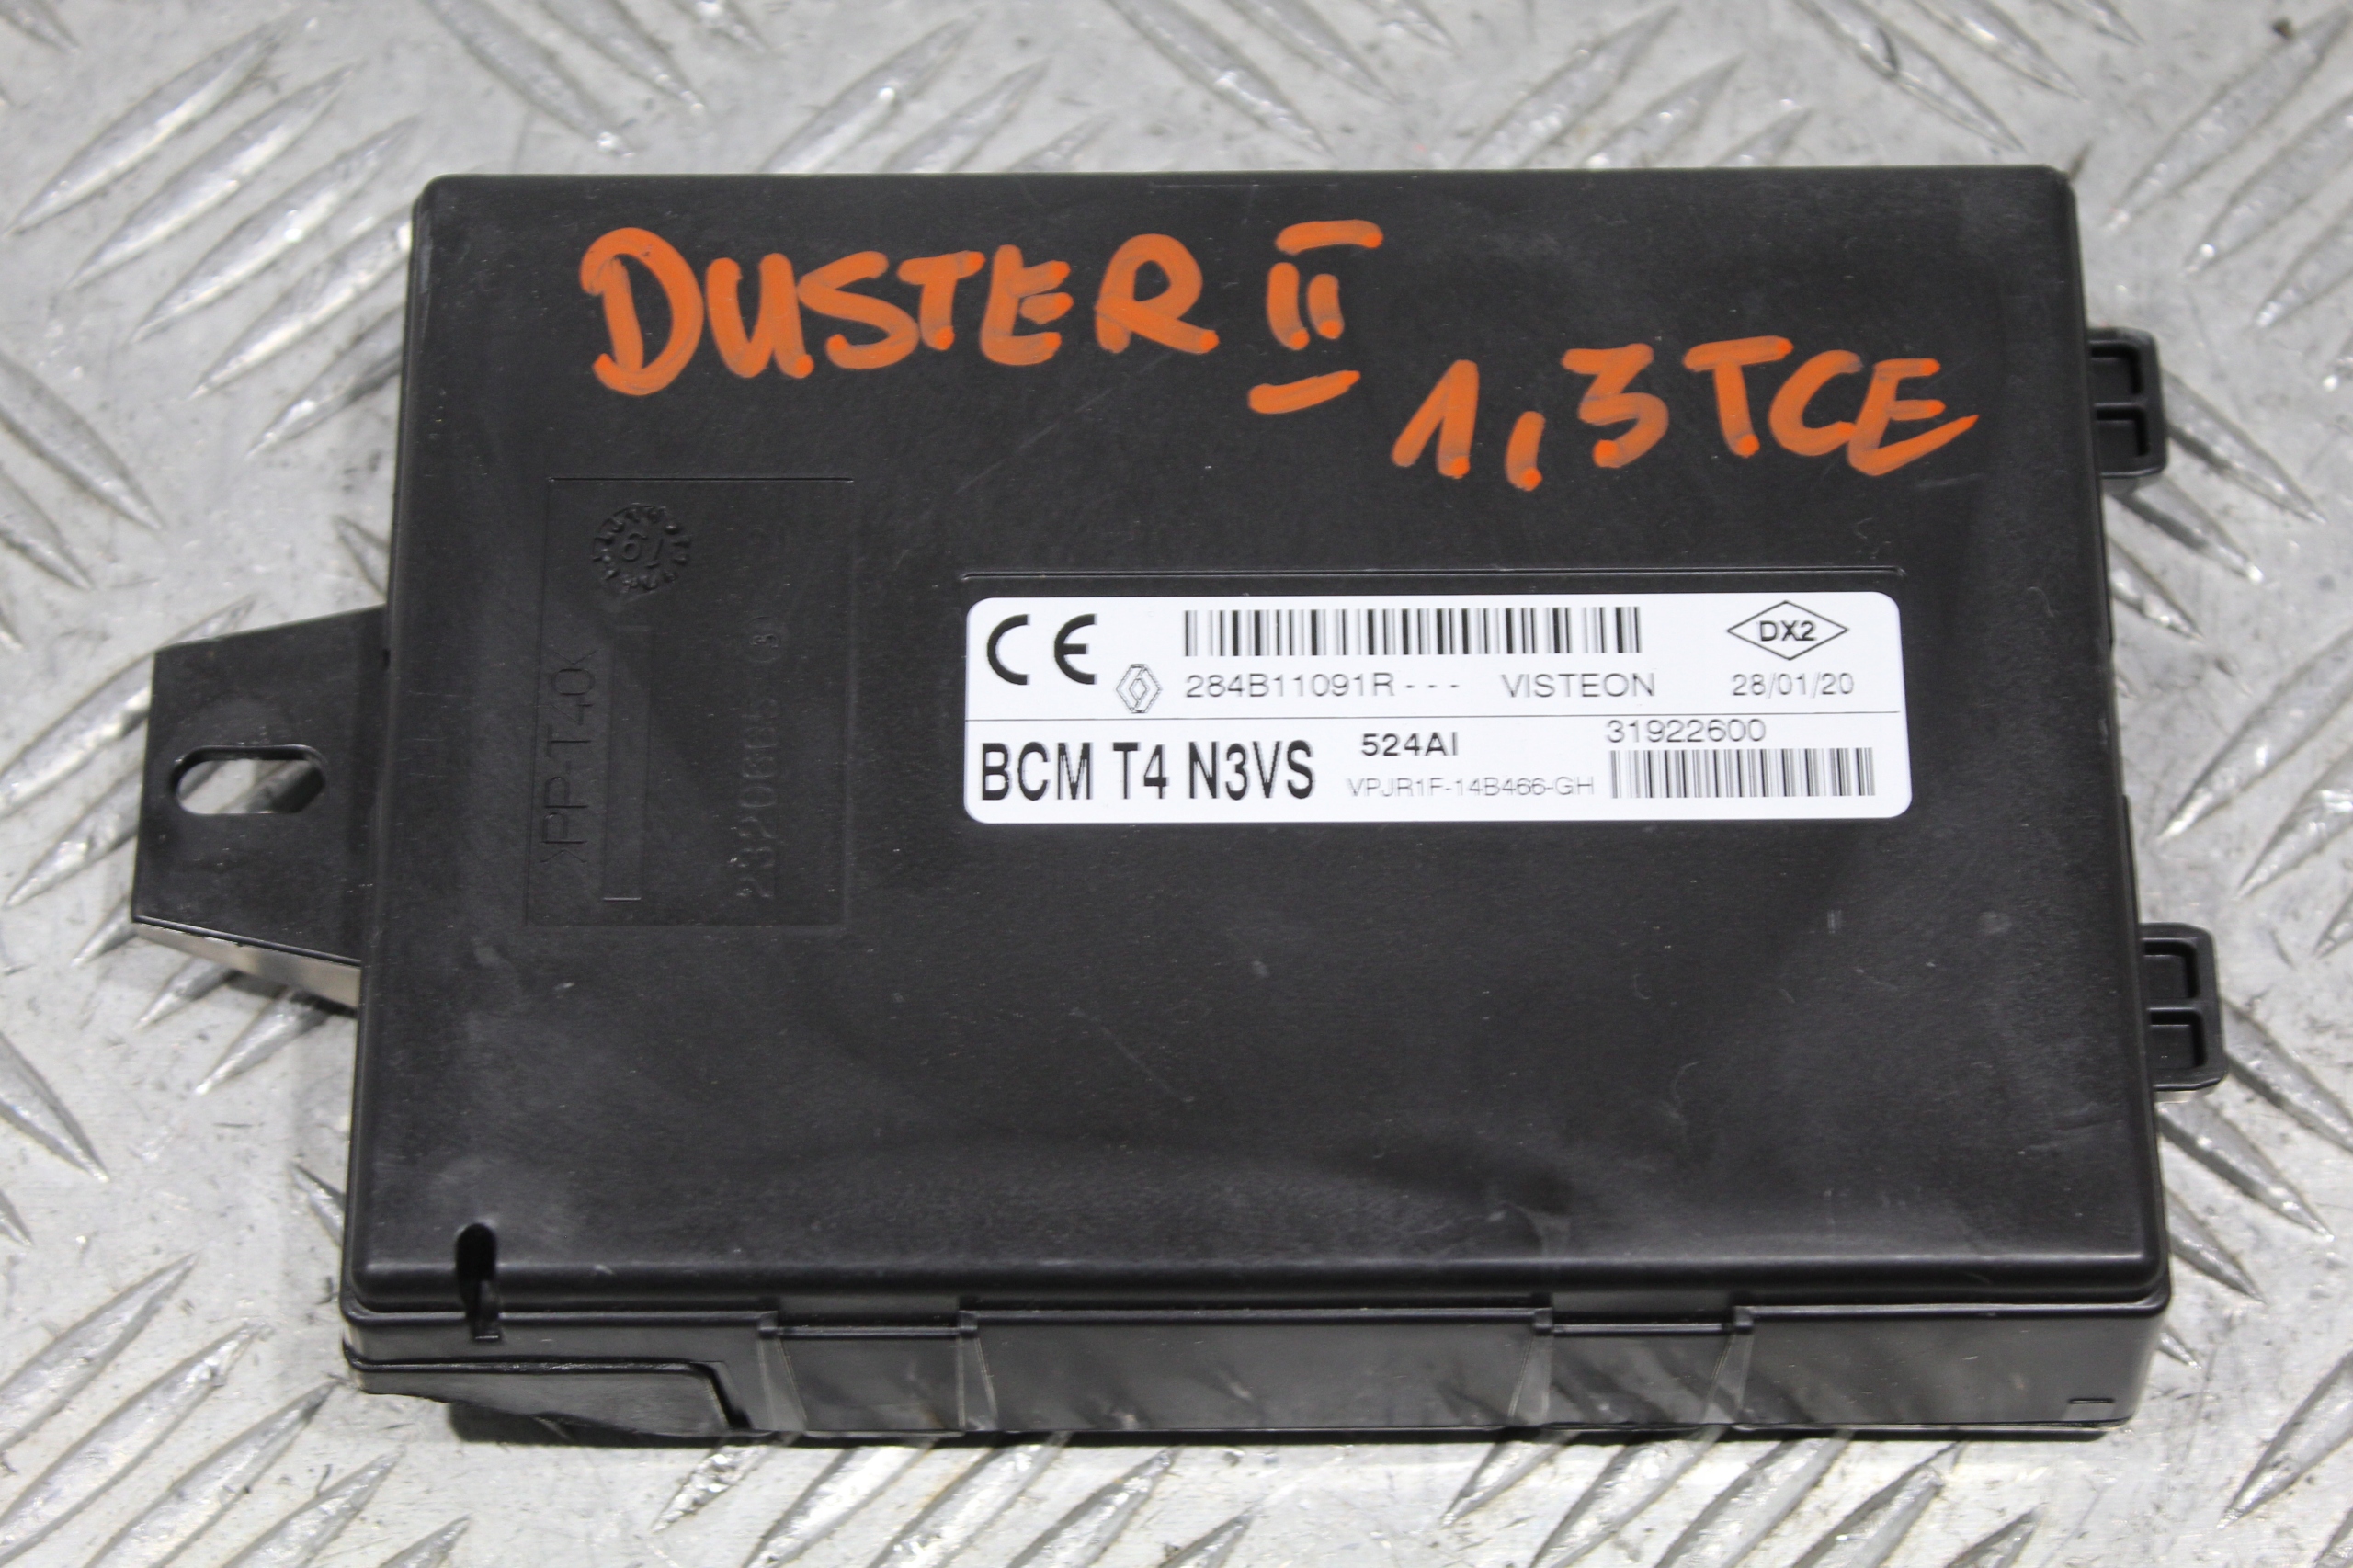 DUSTER II
1,3 TCE
CE
284B11091R - - - VISTEON
DX2
28/01/20
BCM T4 N3VS
524AI
VPJR1F-14B466-GH
31922600
>PP-T40<